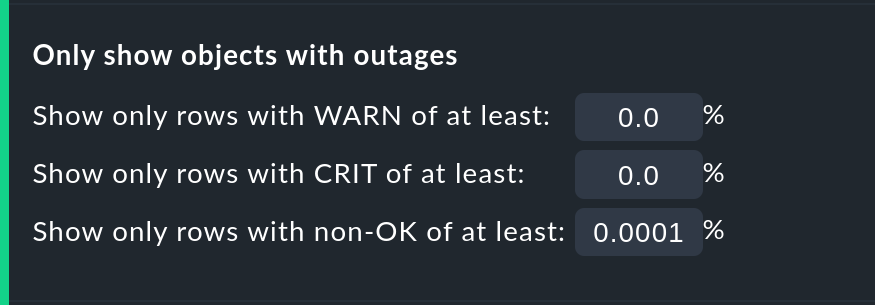 Only show objects with outages
Show only rows with WARN of at least: 0.0 %
Show only rows with CRIT of at least: 0.0 %
Show only rows with non-OK of at least: 0.0001 %